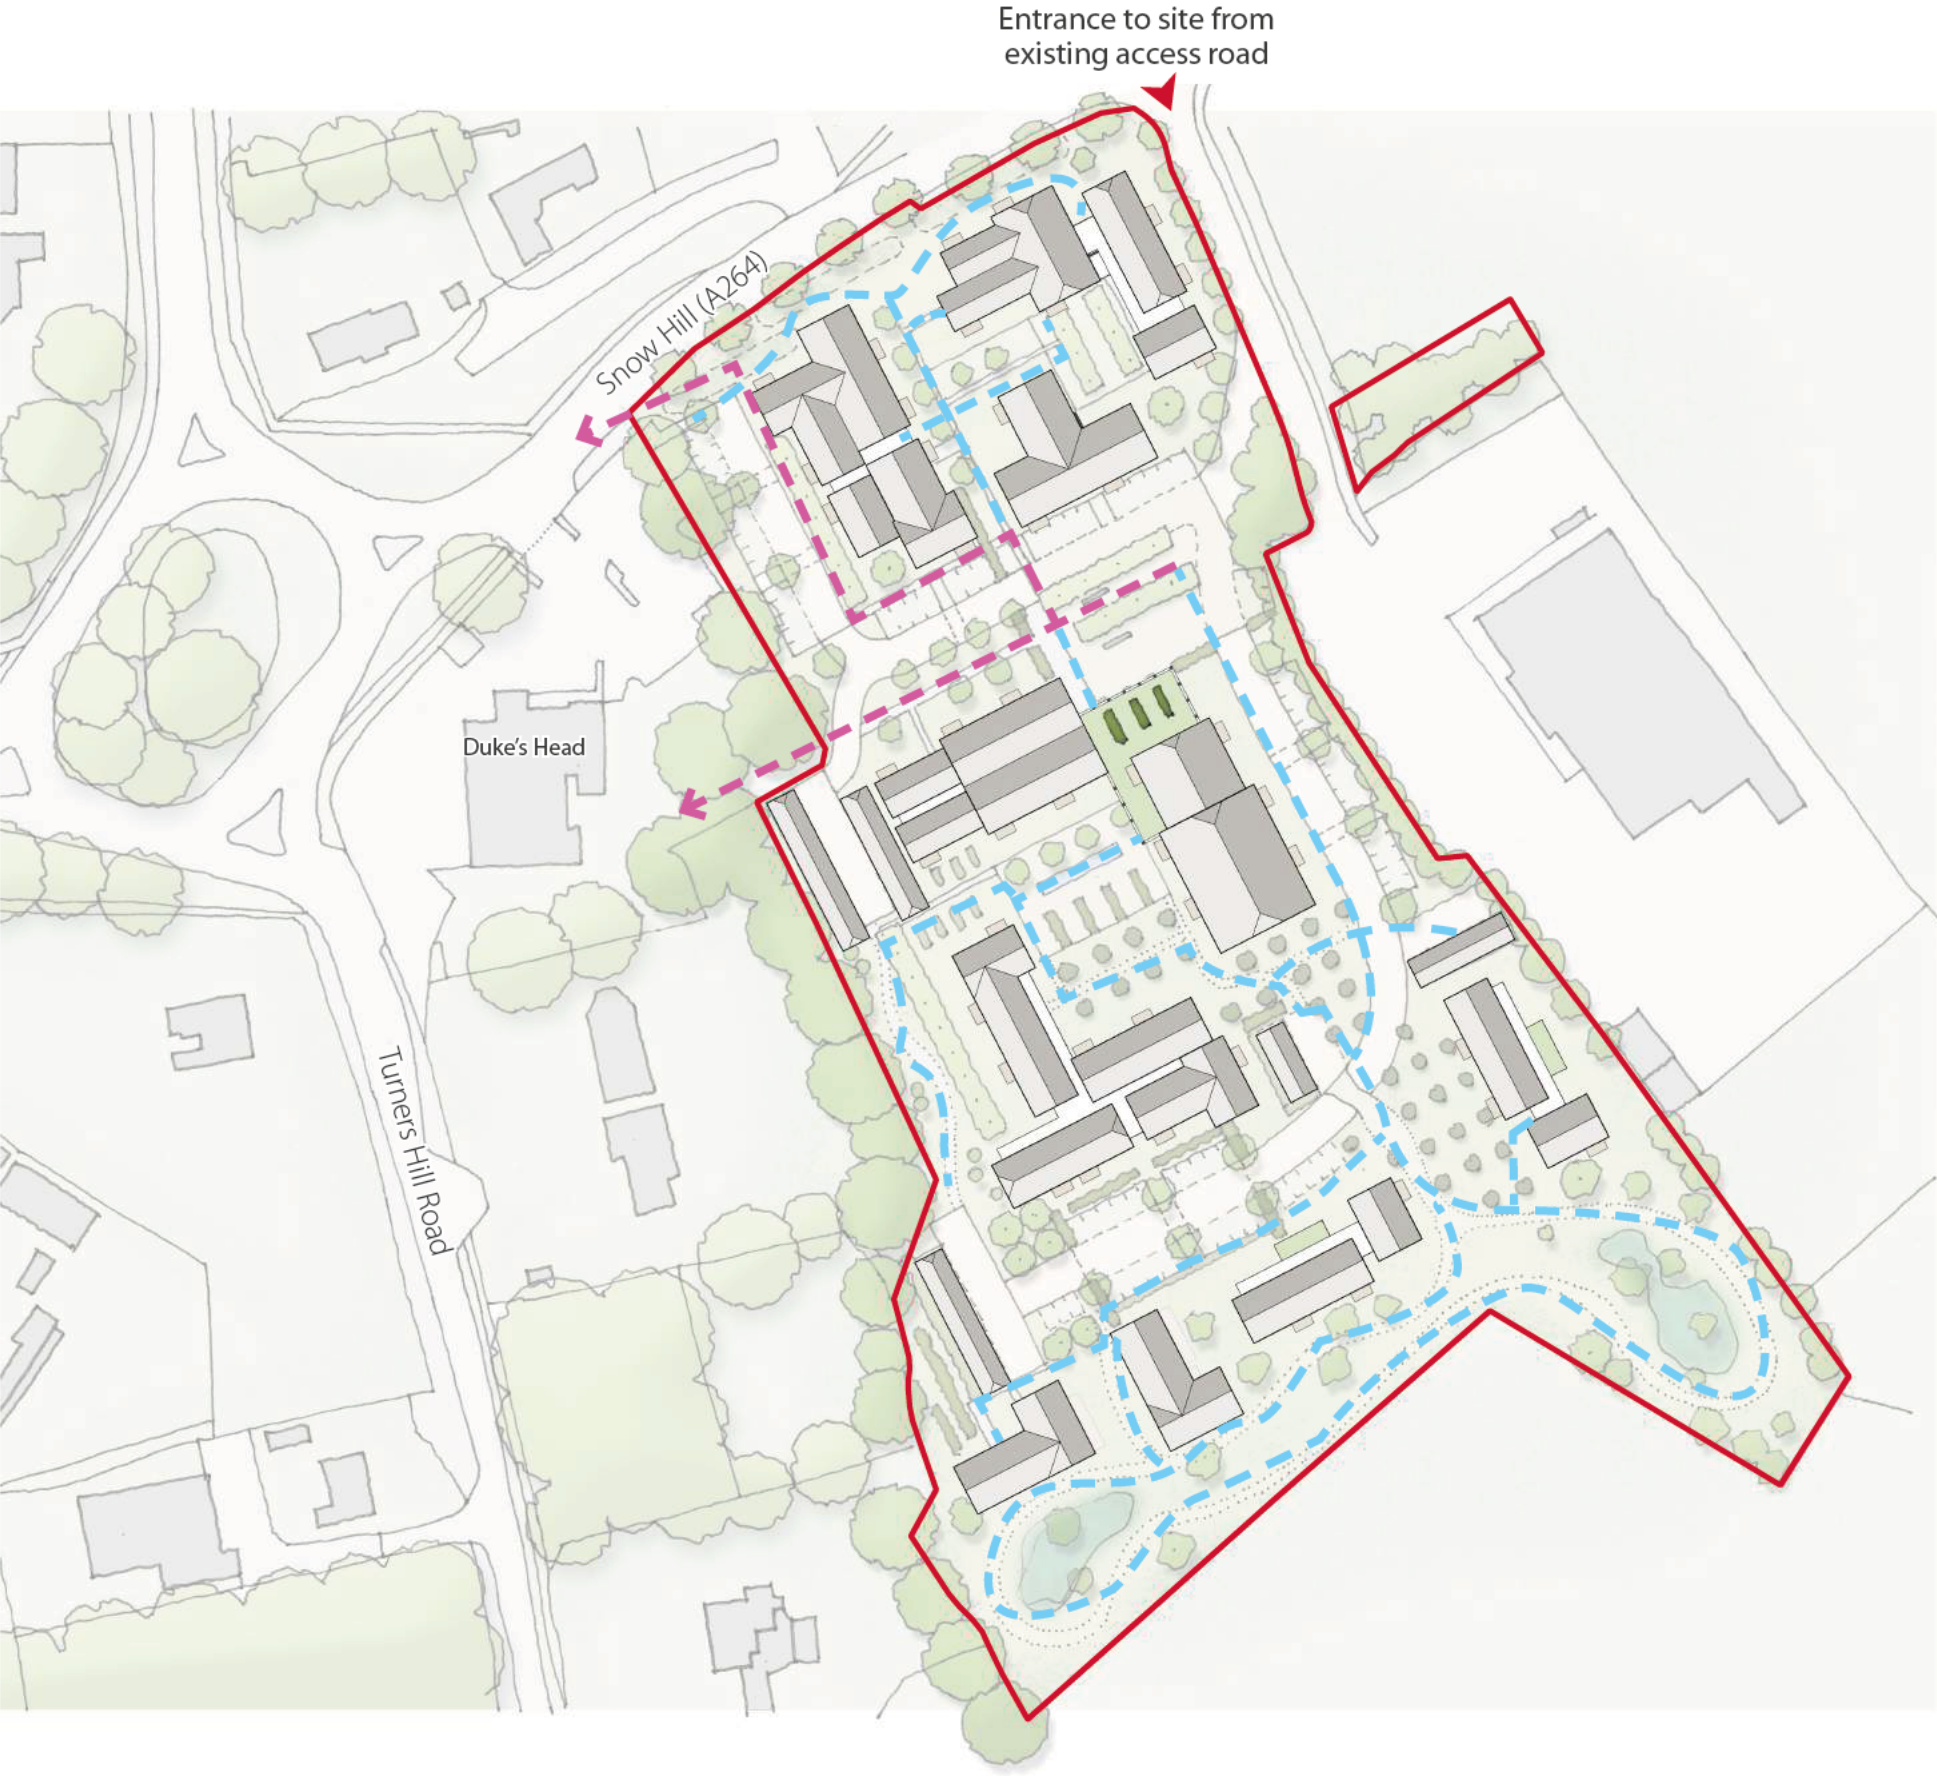 Entrance to site from
existing access road
Snow Hill (A264)
Duke's Head
Turners Hill Road